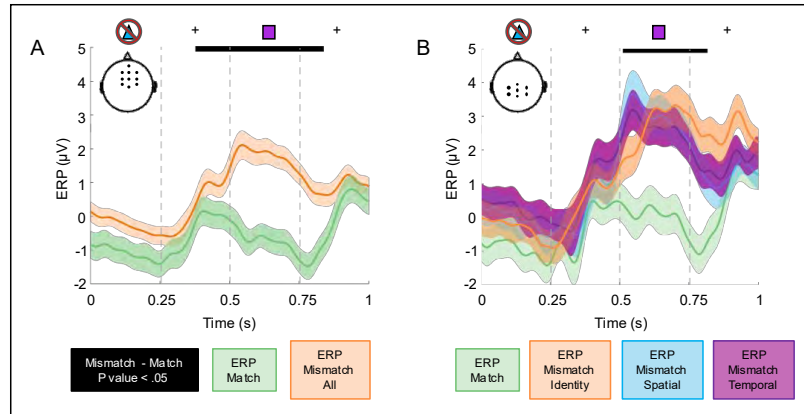 A
+
+
B
+
+
5
4
3
2
1
0
-1
-2
ERP (µV)
0
0.25
0.5
0.75
1
Time (s)
5
4
3
2
1
0
-1
-2
ERP (µV)
0
0.25
0.5
0.75
1
Time (s)
Mismatch - Match
P value < .05
ERP
Match
ERP
Mismatch
All
ERP
Match
ERP
Mismatch
Identity
ERP
Mismatch
Spatial
ERP
Mismatch
Temporal